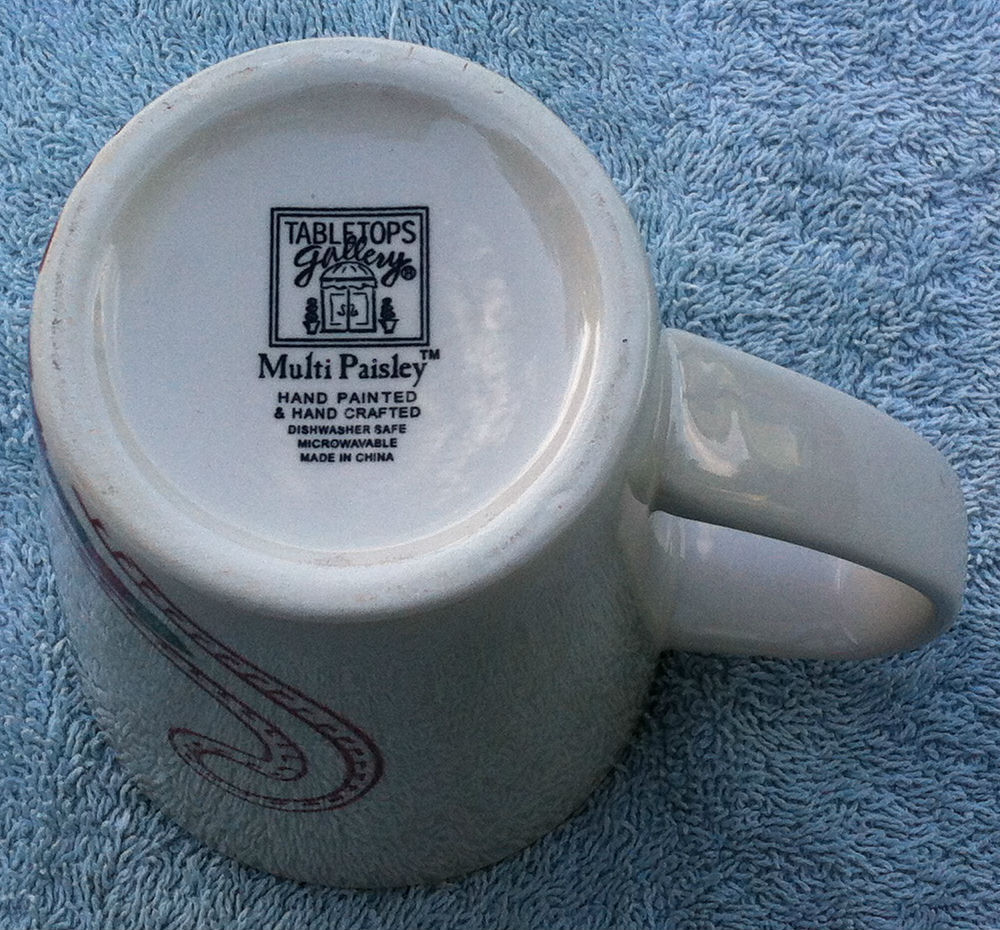 TABLETOPS
Gallery®
Multi Paisley™
HAND PAINTED
& HAND CRAFTED
DISHWASHER SAFE
MICROWAVABLE
MADE IN CHINA